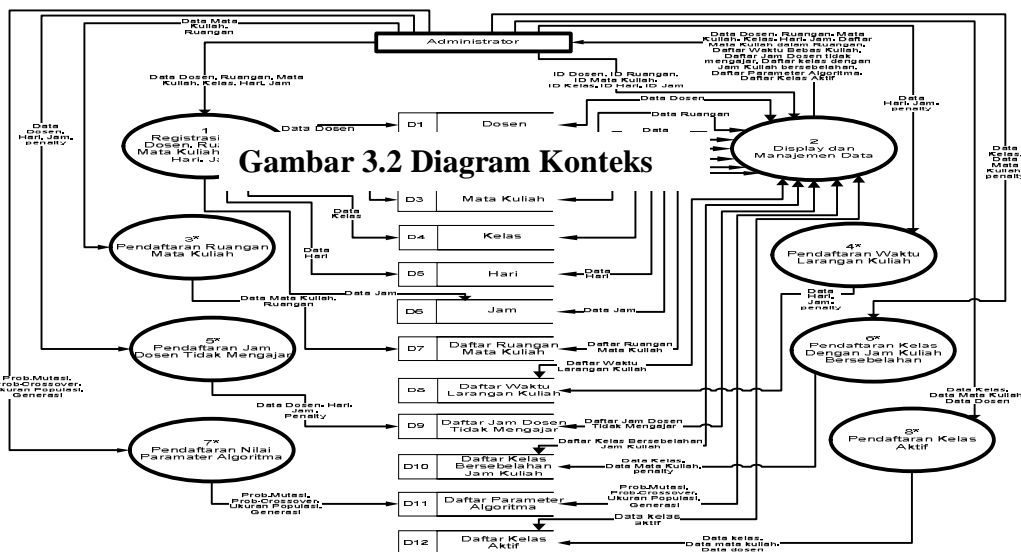 Data Mata
Kuliah,
Ruangan
Administrator
Data Dosen, Ruangan, Mata
Kuliah, Kelas, Hari, Jam, Daftar
Mata Kuliah dalam Ruangan,
Daftar Waktu Bebas Kuliah,
Daftar Jam Dosen tidak
mengajar, Daftar kelas dengan
Jam Kuliah bersebelahan,
Daftar Parameter Algoritma,
Daftar Kelas Aktif
Data Dosen, Ruangan, Mata
Kuliah, Kelas, Hari, Jam
ID Dosen, ID Ruangan,
ID Mata Kuliah,
ID Kelas, ID Hari, ID Jam
Data
Hari, Jam,
penalty
Data
Dosen,
Hari, Jam,
penalty
1
Registrasi
Dosen, Rua
Mata Kuliah
Hari, Ja
Data Dosen
D1
Dosen
Data Dosen
Data Ruangan
Data
2
Display dan
Manajemen Data
Gambar 3.2 Diagram Konteks
Data Kelas,
Data Mata
Kuliah
penalty
D3
Mata Kuliah
Data
Kelas
D4
Kelas
3*
Pendaftaran Ruangan
Mata Kuliah
4*
Pendaftaran Waktu
Larangan Kuliah
Data
Hari
D5
Hari
Data
Hari
Data Mata Kuliah,
Ruangan
Data Jam
D6
Jam
Data Jam
Data
Hari,
Jam,
penalty
5*
Pendaftaran Jam
Dosen Tidak Mengajar
D7
Daftar Ruangan
Mata Kuliah
Daftar Ruangan
Mata Kuliah
6*
Pendaftaran Kelas
Dengan Jam Kuliah
Bersebelahan
Daftar Waktu
Larangan Kuliah
Prob.Mutasi,
Prob-Crossover,
Ukuran Populasi,
Generasi
D8
Daftar Waktu
Larangan Kuliah
Data Kelas,
Data Mata Kuliah
Data Dosen
Data Dosen, Hari,
Jam,
Penalty
D9
Daftar Jam Dosen
Tidak Mengajar
Daftar Jam Dosen
Tidak Mengajar
8*
Pendaftaran Kelas
Aktif
7*
Pendaftaran Nilai
Paramater Algoritma
Daftar Kelas Bersebelahan
Jam Kuliah
D10
Daftar Kelas
Bersebelahan
Jam Kuliah
Data Kelas,
Data Mata Kuliah,
penalty
Prob.Mutasi,
Prob-Crossover,
Ukuran Populasi,
Generasi
D11
Daftar Parameter
Algoritma
Prob.Mutasi,
Prob-Crossover,
Ukuran Populasi,
Generasi
Data kelas
aktif
D12
Daftar Kelas
Aktif
Data kelas,
Data mata kuliah,
Data dosen